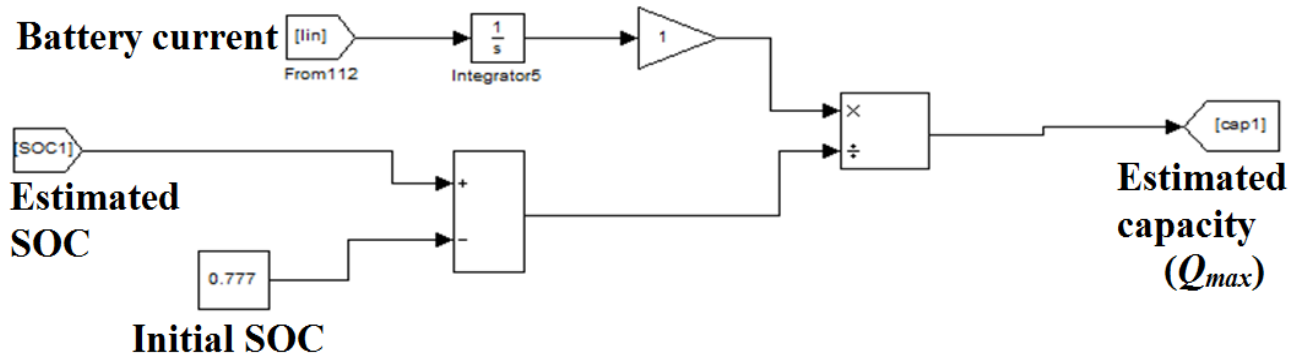 Battery current
[Iin]
From112
1
s
Integrator5
1
×
÷
[cap1]
Estimated
capacity
(Qmax)
[SOC1]
Estimated
SOC
+
−
0.777
Initial SOC